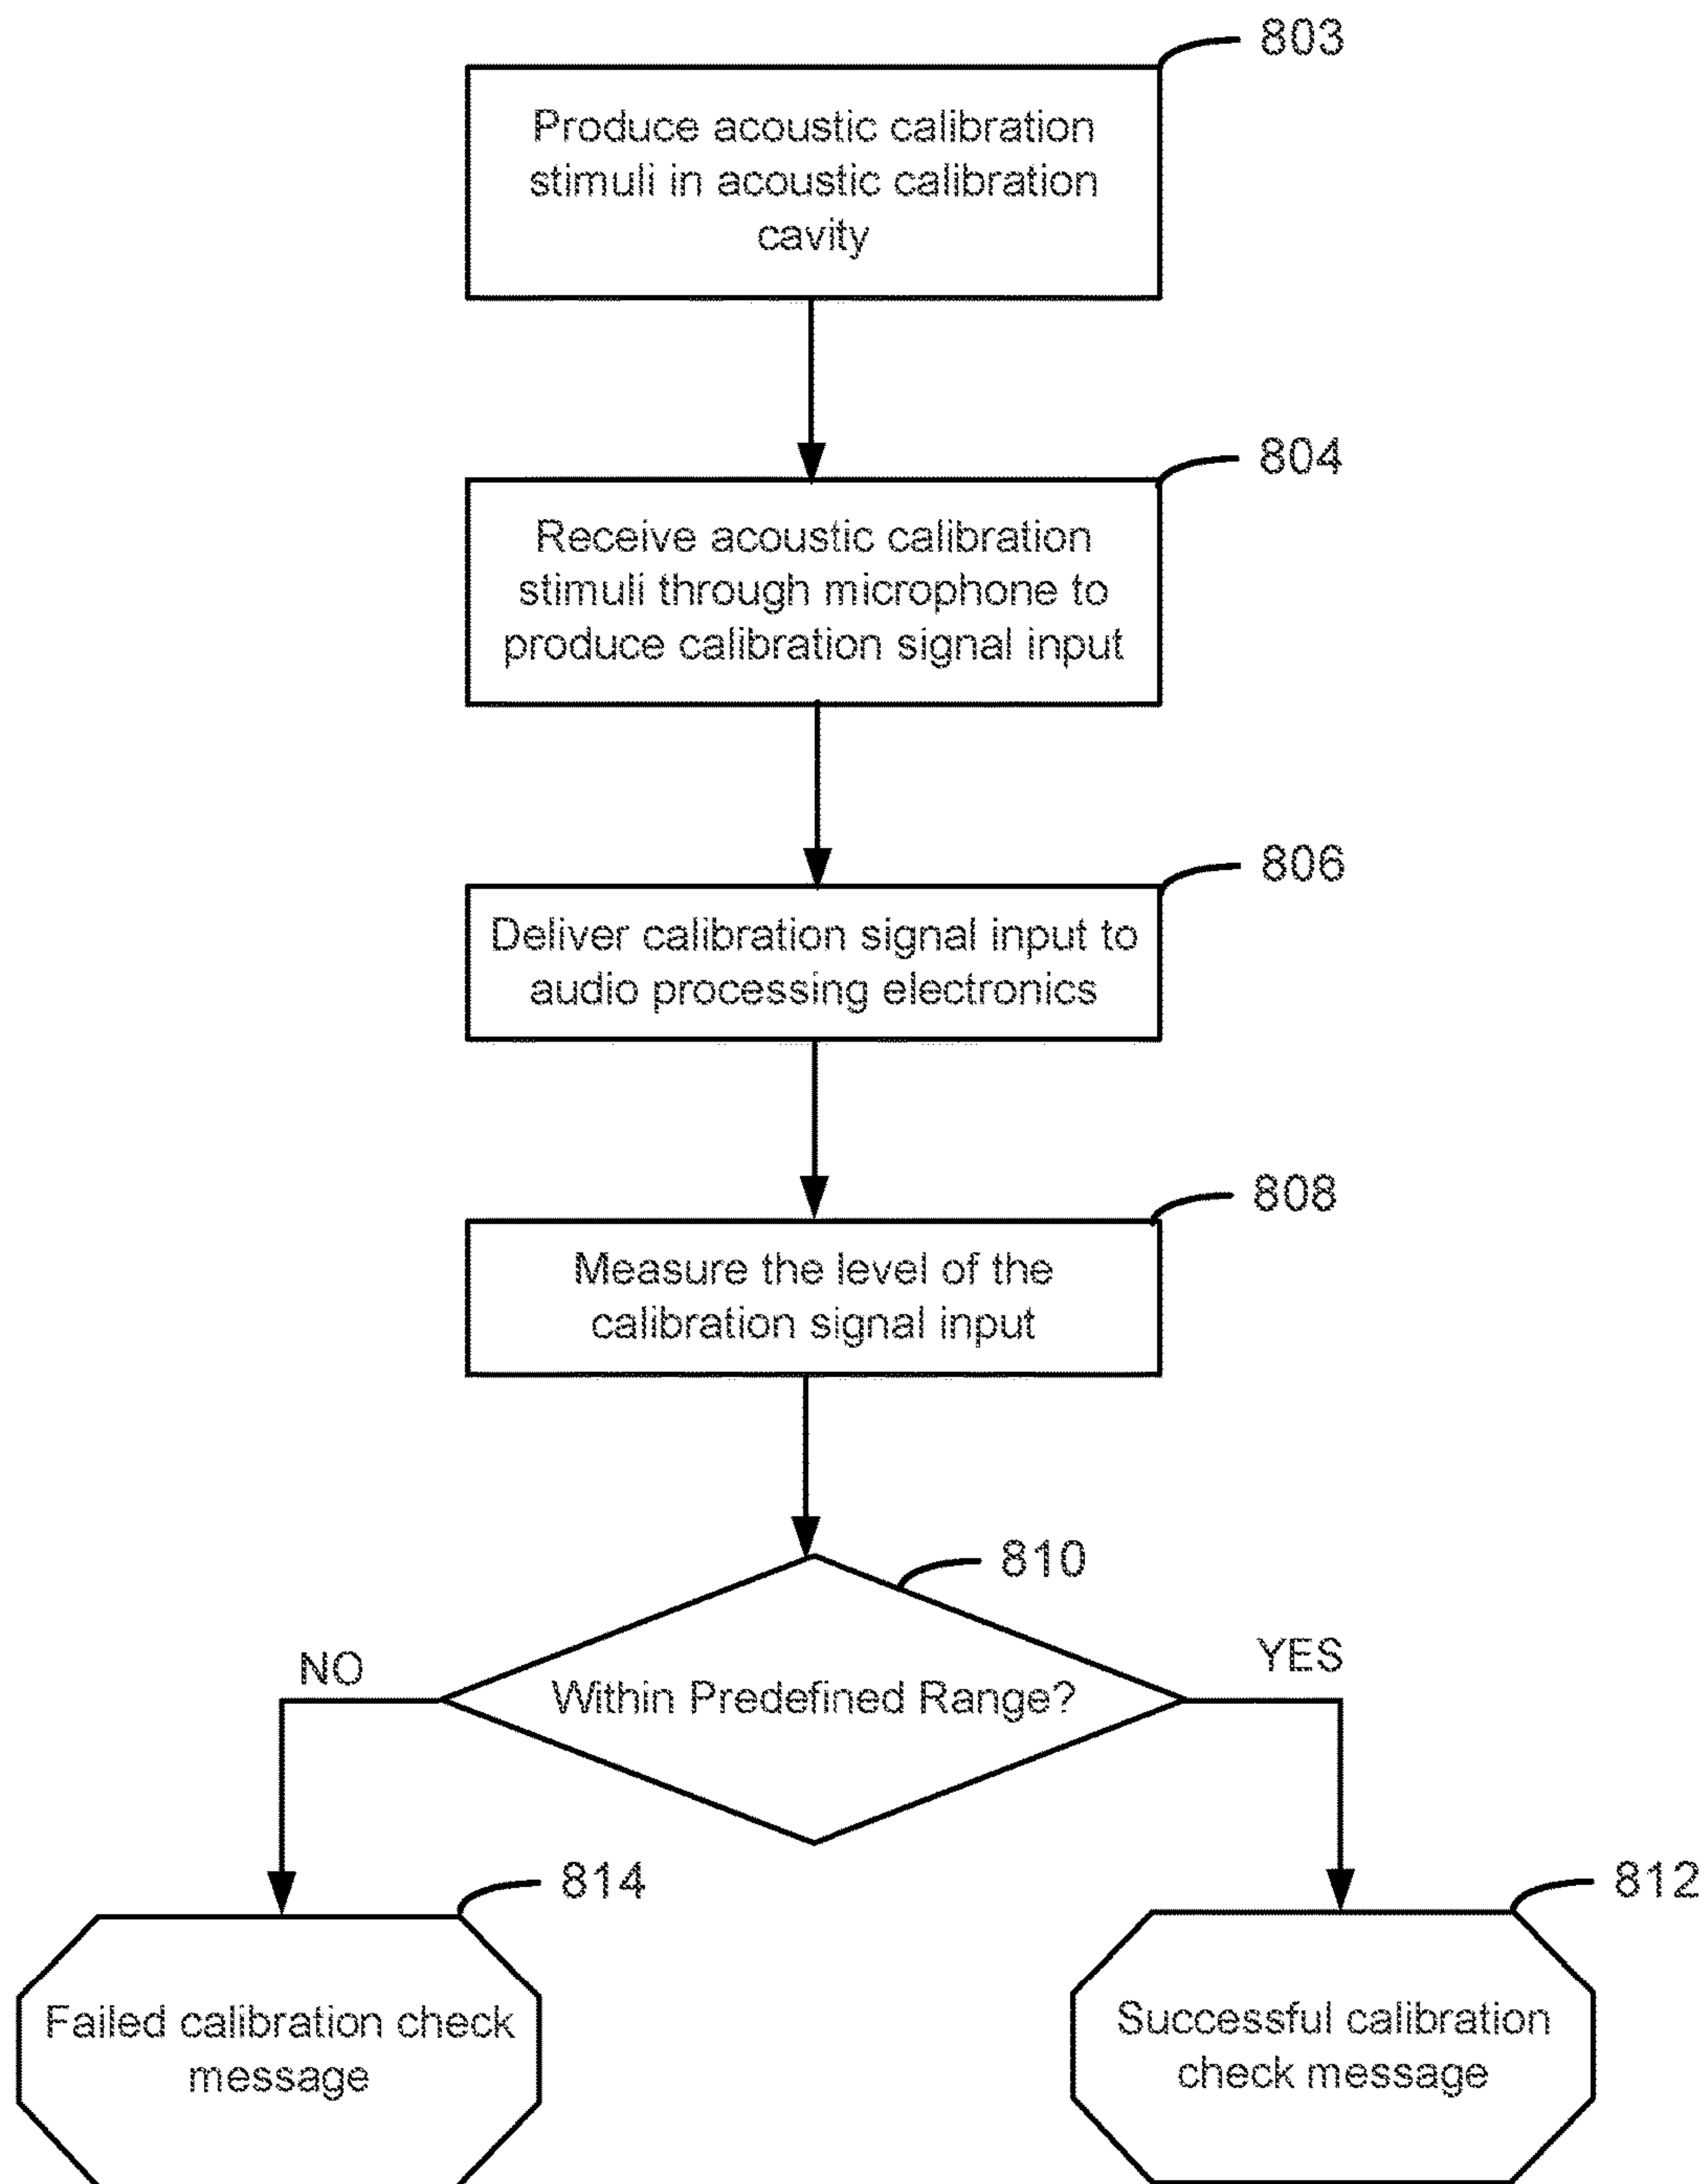 803
Produce acoustic calibration
stimuli in acoustic calibration
cavity
804
Receive acoustic calibration
stimuli through microphone to
produce calibration signal input
806
Deliver calibration signal input to
audio processing electronics
808
Measure the level of the
calibration signal input
810
NO
YES
Within Predefined Range?
814
812
Failed calibration check
message
Successful calibration
check message